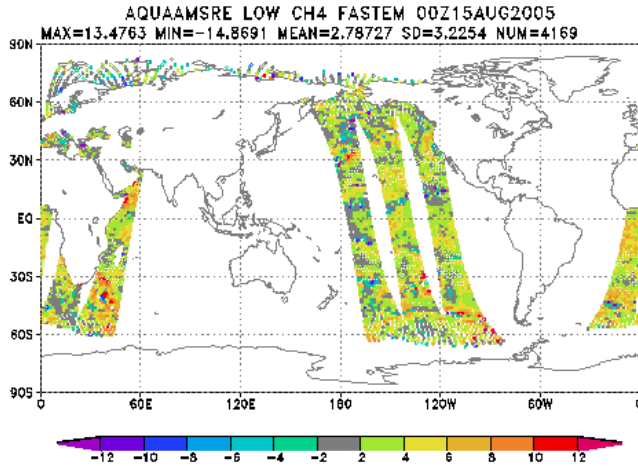 AQUAAMSRE LOW CH4 FASTEM 00Z15AUG2005
MAX=13.4763 MIN=-14.8691 MEAN=2.78727 SD=3.2254 NUM=4169
90N
60N
30N
EQ
30S
60S
90S
0 60E 120E 180 120W 60W 0
-12 -10 -8 -6 -4 -2 2 4 6 8 10 12